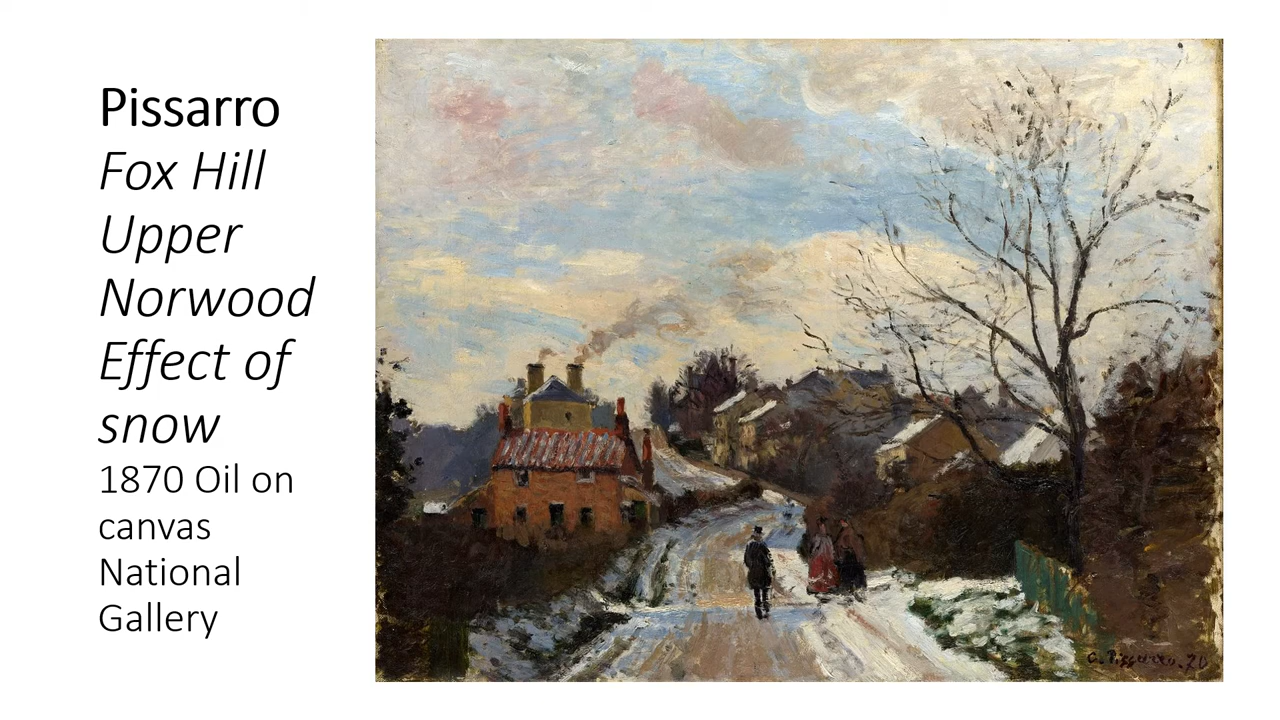 Pissarro
Fox Hill
Upper
Norwood
Effect of
snow
1870 Oil on
canvas
National
Gallery
C. Pissarro. 70